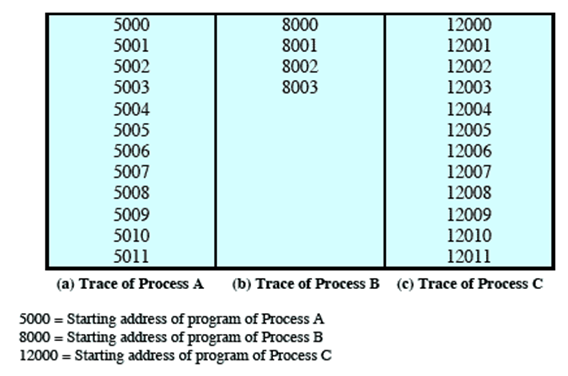 5000 8000 12000
5001 8001 12001
5002 8002 12002
5003 8003 12003
5004 12004
5005 12005
5006 12006
5007 12007
5008 12008
5009 12009
5010 12010
5011 12011
(a) Trace of Process A (b) Trace of Process B (c) Trace of Process C
5000 = Starting address of program of Process A
8000 = Starting address of program of Process B
12000 = Starting address of program of Process C